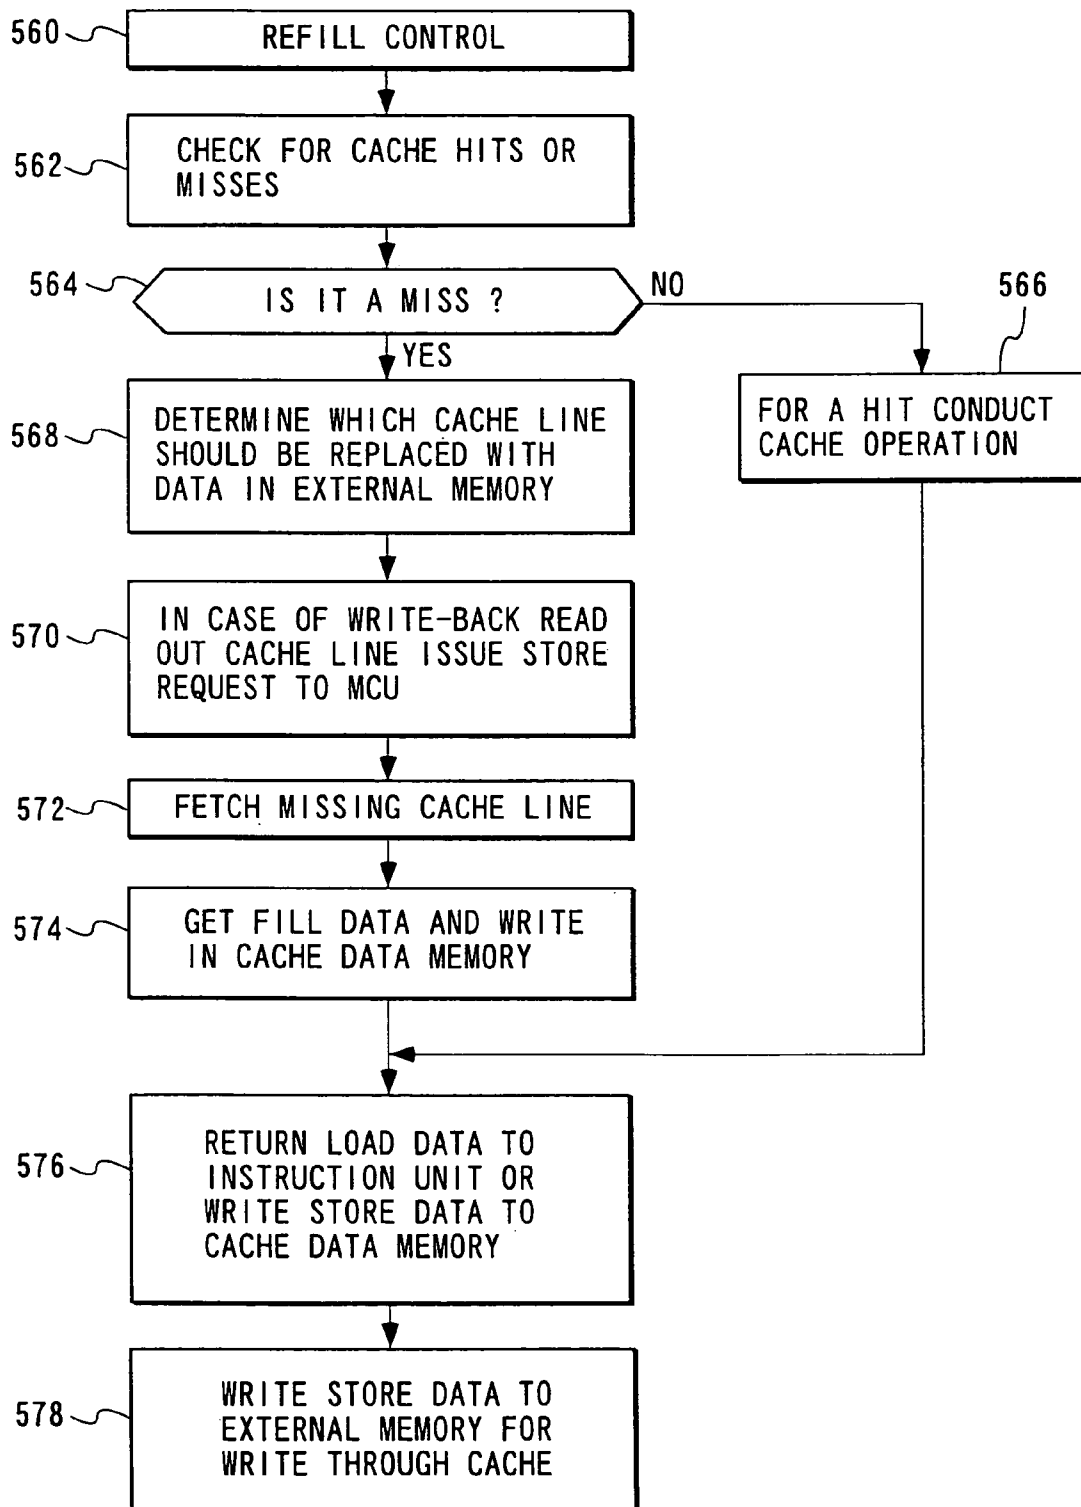 560
REFILL CONTROL
562
CHECK FOR CACHE HITS OR
MISSES
564
IS IT A MISS ?
NO
566
YES
568
DETERMINE WHICH CACHE LINE
SHOULD BE REPLACED WITH
DATA IN EXTERNAL MEMORY
FOR A HIT CONDUCT
CACHE OPERATION
570
IN CASE OF WRITE-BACK READ
OUT CACHE LINE ISSUE STORE
REQUEST TO MCU
572
FETCH MISSING CACHE LINE
574
GET FILL DATA AND WRITE
IN CACHE DATA MEMORY
576
RETURN LOAD DATA TO
INSTRUCTION UNIT OR
WRITE STORE DATA TO
CACHE DATA MEMORY
578
WRITE STORE DATA TO
EXTERNAL MEMORY FOR
WRITE THROUGH CACHE